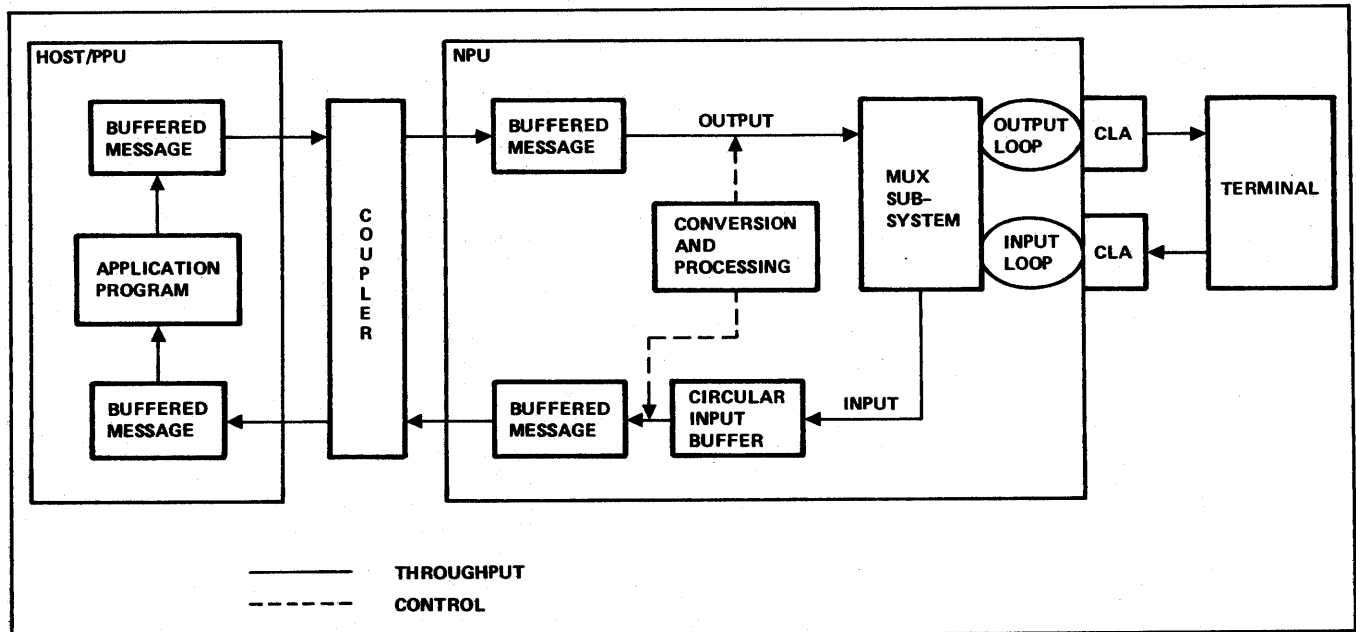 HOST/PPU
BUFFERED
MESSAGE
APPLICATION
PROGRAM
BUFFERED
MESSAGE
COUPLER
NPU
BUFFERED
MESSAGE
OUTPUT
CONVERSION
AND
PROCESSING
BUFFERED
MESSAGE
CIRCULAR
INPUT
BUFFER
INPUT
MUX
SUB-
SYSTEM
OUTPUT
LOOP
INPUT
LOOP
CLA
CLA
TERMINAL
THROUGHPUT
CONTROL